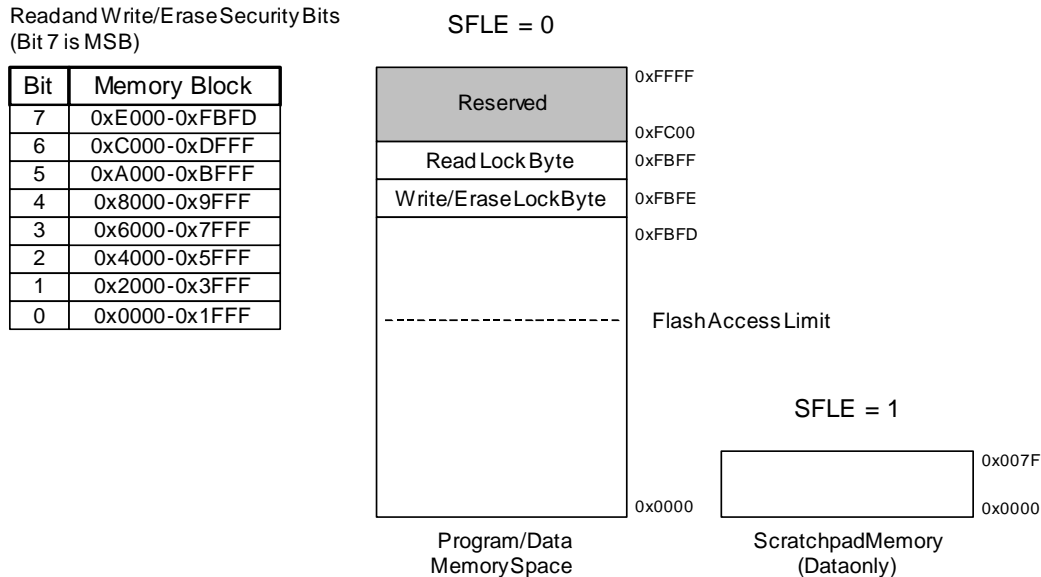 Read and Write/Erase Security Bits
(Bit 7 is MSB)
Bit Memory Block
7 0xE000-0xFBFD
6 0xC000-0xDFFF
5 0xA000-0xBFFF
4 0x8000-0x9FFF
3 0x6000-0x7FFF
2 0x4000-0x5FFF
1 0x2000-0x3FFF
0 0x0000-0x1FFF
SFLE = 0
Reserved
0xFFFF
0xFC00
Read Lock Byte
0xFBFF
Write/Erase Lock Byte
0xFBFE
0xFBFD
Flash Access Limit
0x0000
Program/Data
Memory Space
SFLE = 1
0x007F
0x0000
Scratchpad Memory
(Data only)